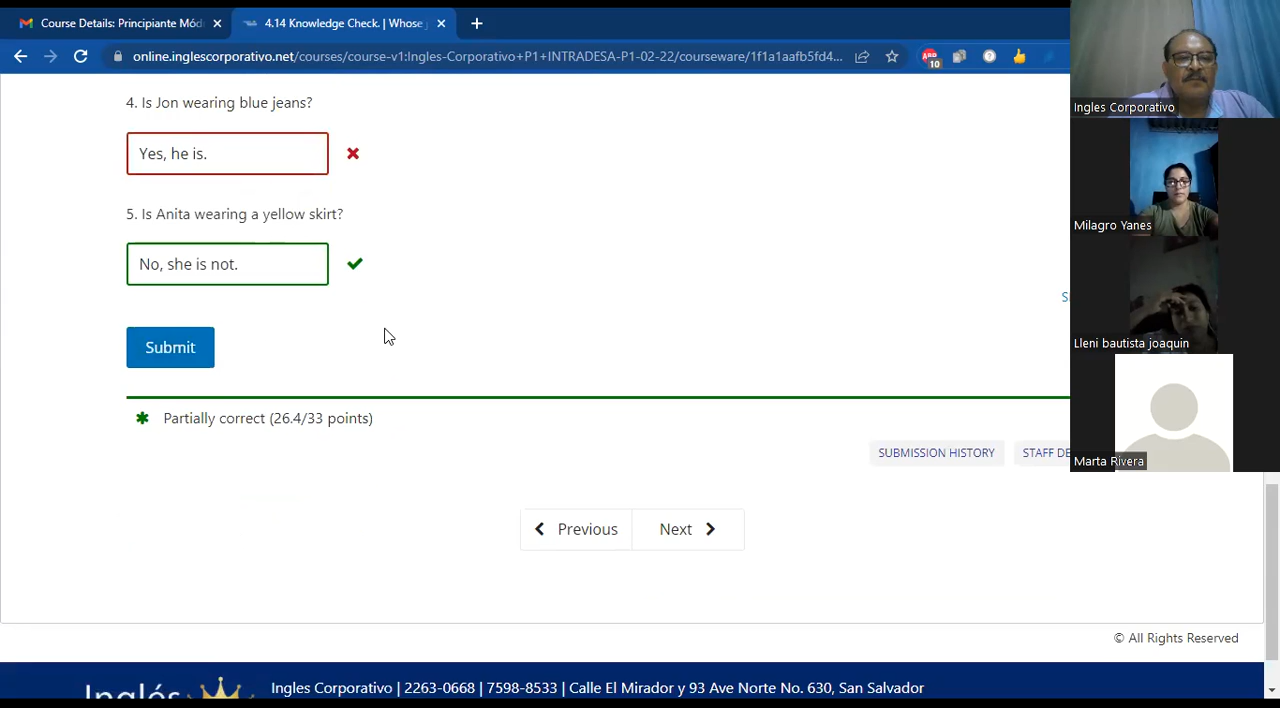 Course Details: Principiante Mód
4.14 Knowledge Check. | Whose
online.inglescorporativo.net/courses/course-v1:Ingles-Corporativo+P1+INTRADESA-P1-02-22/courseware/1f1a1aafb5fd4...
10
4. Is Jon wearing blue jeans?
Yes, he is.
5. Is Anita wearing a yellow skirt?
No, she is not.
Submit
Partially correct (26.4/33 points)
SUBMISSION HISTORY
STAFF DE
Previous
Next
© All Rights Reserved
Inglés
Ingles Corporativo | 2263-0668 | 7598-8533 | Calle El Mirador y 93 Ave Norte No. 630, San Salvador
Ingles Corporativo
Milagro Yanes
Lleni bautista joaquin
Marta Rivera